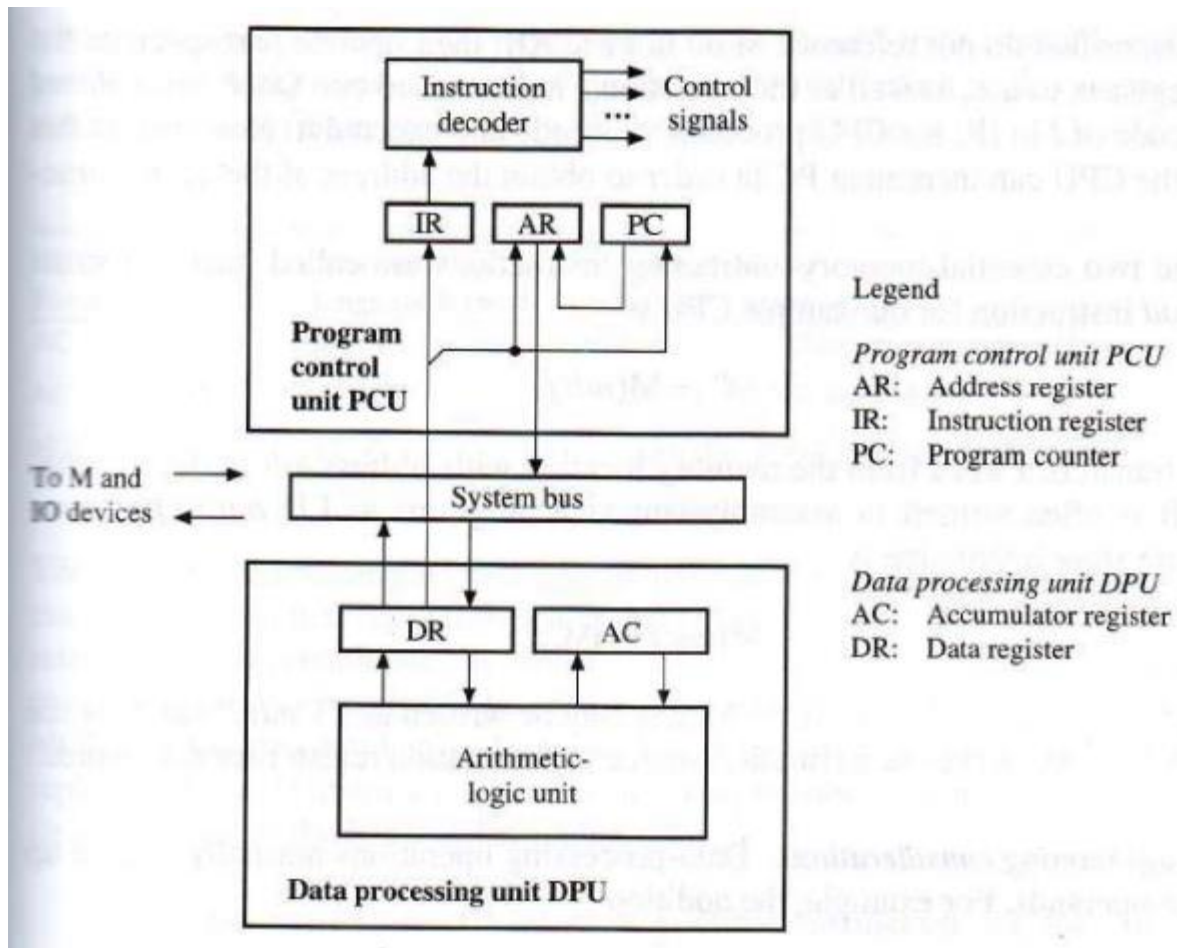 Instruction
decoder
Control
signals
...
IR
AR
PC
Program
control
unit PCU
Legend
Program control unit PCU
AR: Address register
IR: Instruction register
PC: Program counter
To M and
IO devices
System bus
DR
AC
Arithmetic-
logic unit
Data processing unit DPU
Data processing unit DPU
AC: Accumulator register
DR: Data register